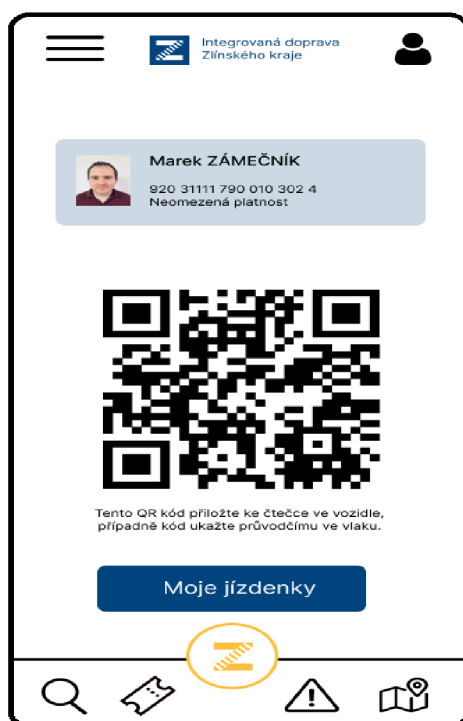 Integrovaná doprava
Zlínského kraje
Marek ZÁMEČNÍK
920 31111 790 010 302 4
Neomezená platnost
Tento QR kód přiložte ke čtečce ve vozidle,
případně kód ukažte průvodčímu ve vlaku.
Moje jízdenky